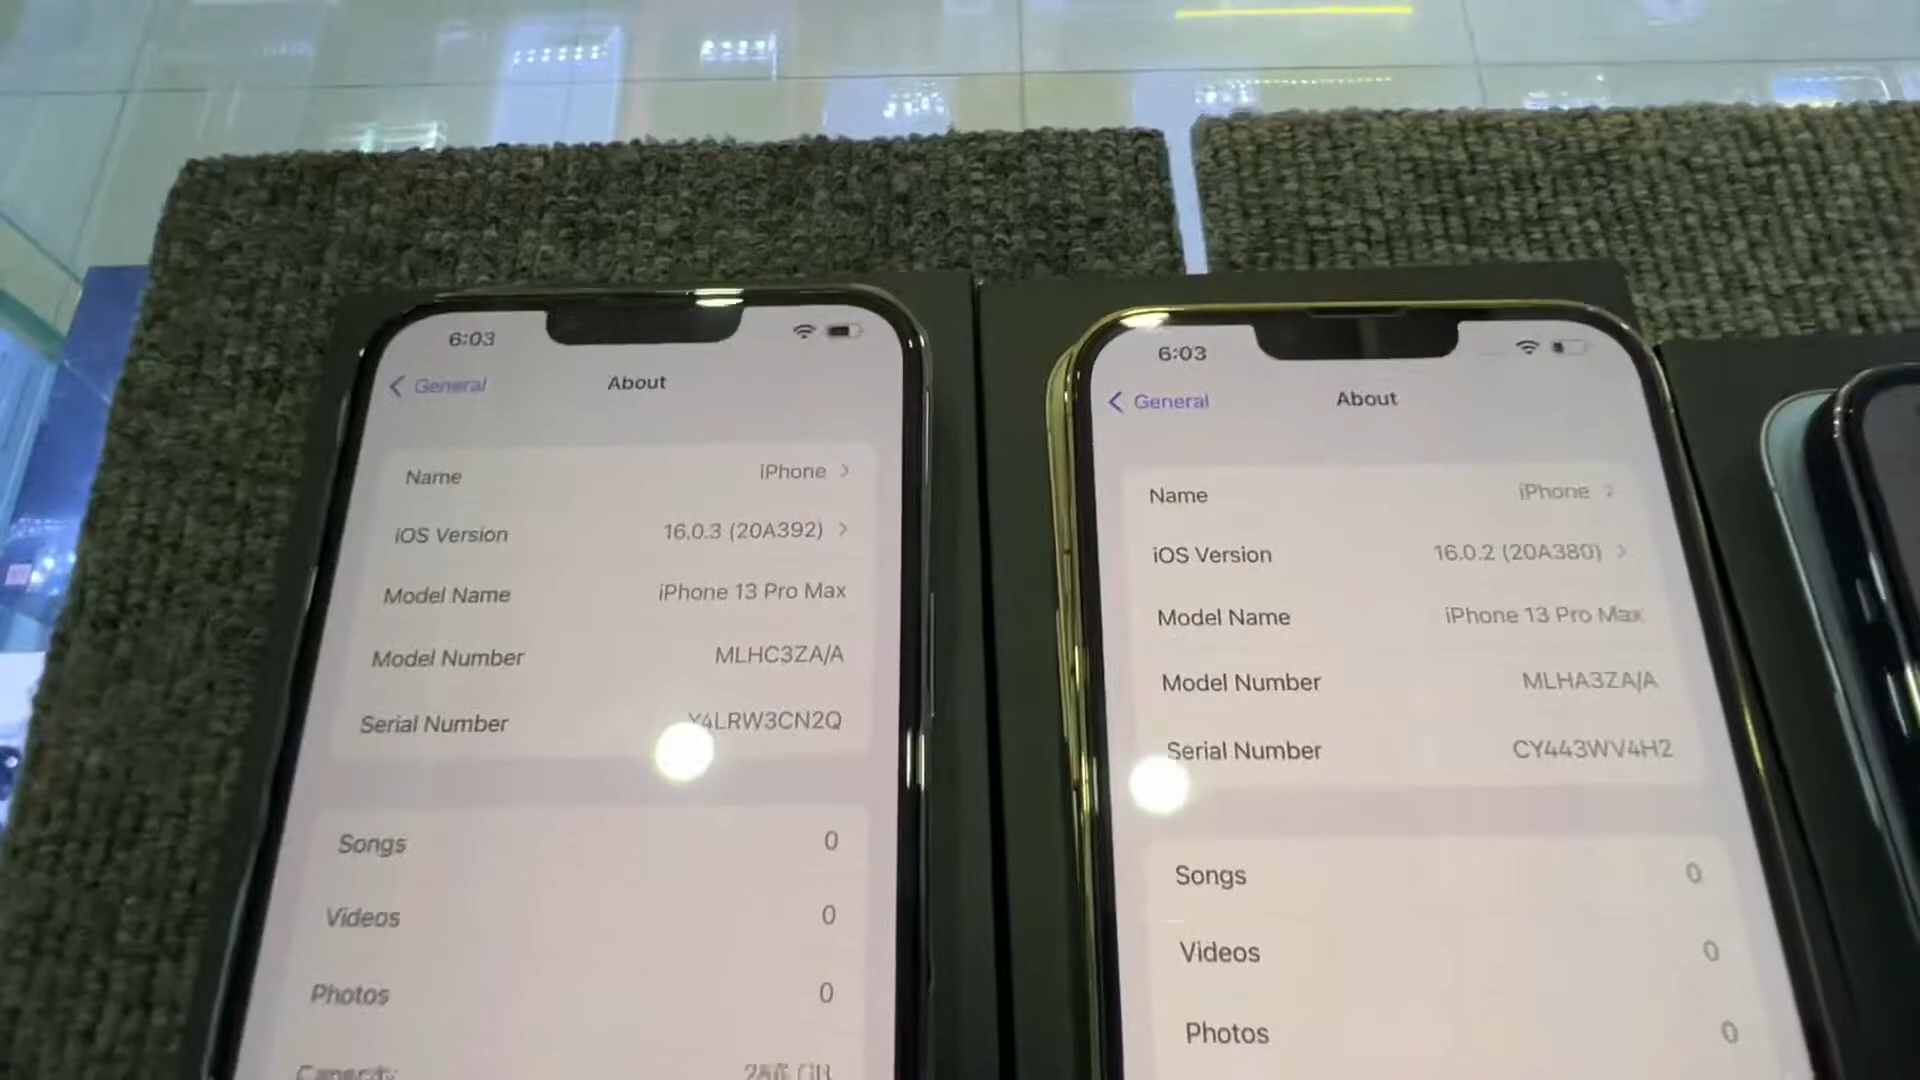 6:03
General
About
Name iPhone
iOS Version 16.0.3 (20A392)
Model Name iPhone 13 Pro Max
Model Number MLHC3ZA/A
Serial Number Y4LRW3CN2Q
Songs 0
Videos 0
Photos 0
Capacity
6:03
General
About
Name iPhone
iOS Version 16.0.2 (20A380)
Model Name iPhone 13 Pro Max
Model Number MLHA3ZA/A
Serial Number CY443WV4H2
Songs 0
Videos 0
Photos 0